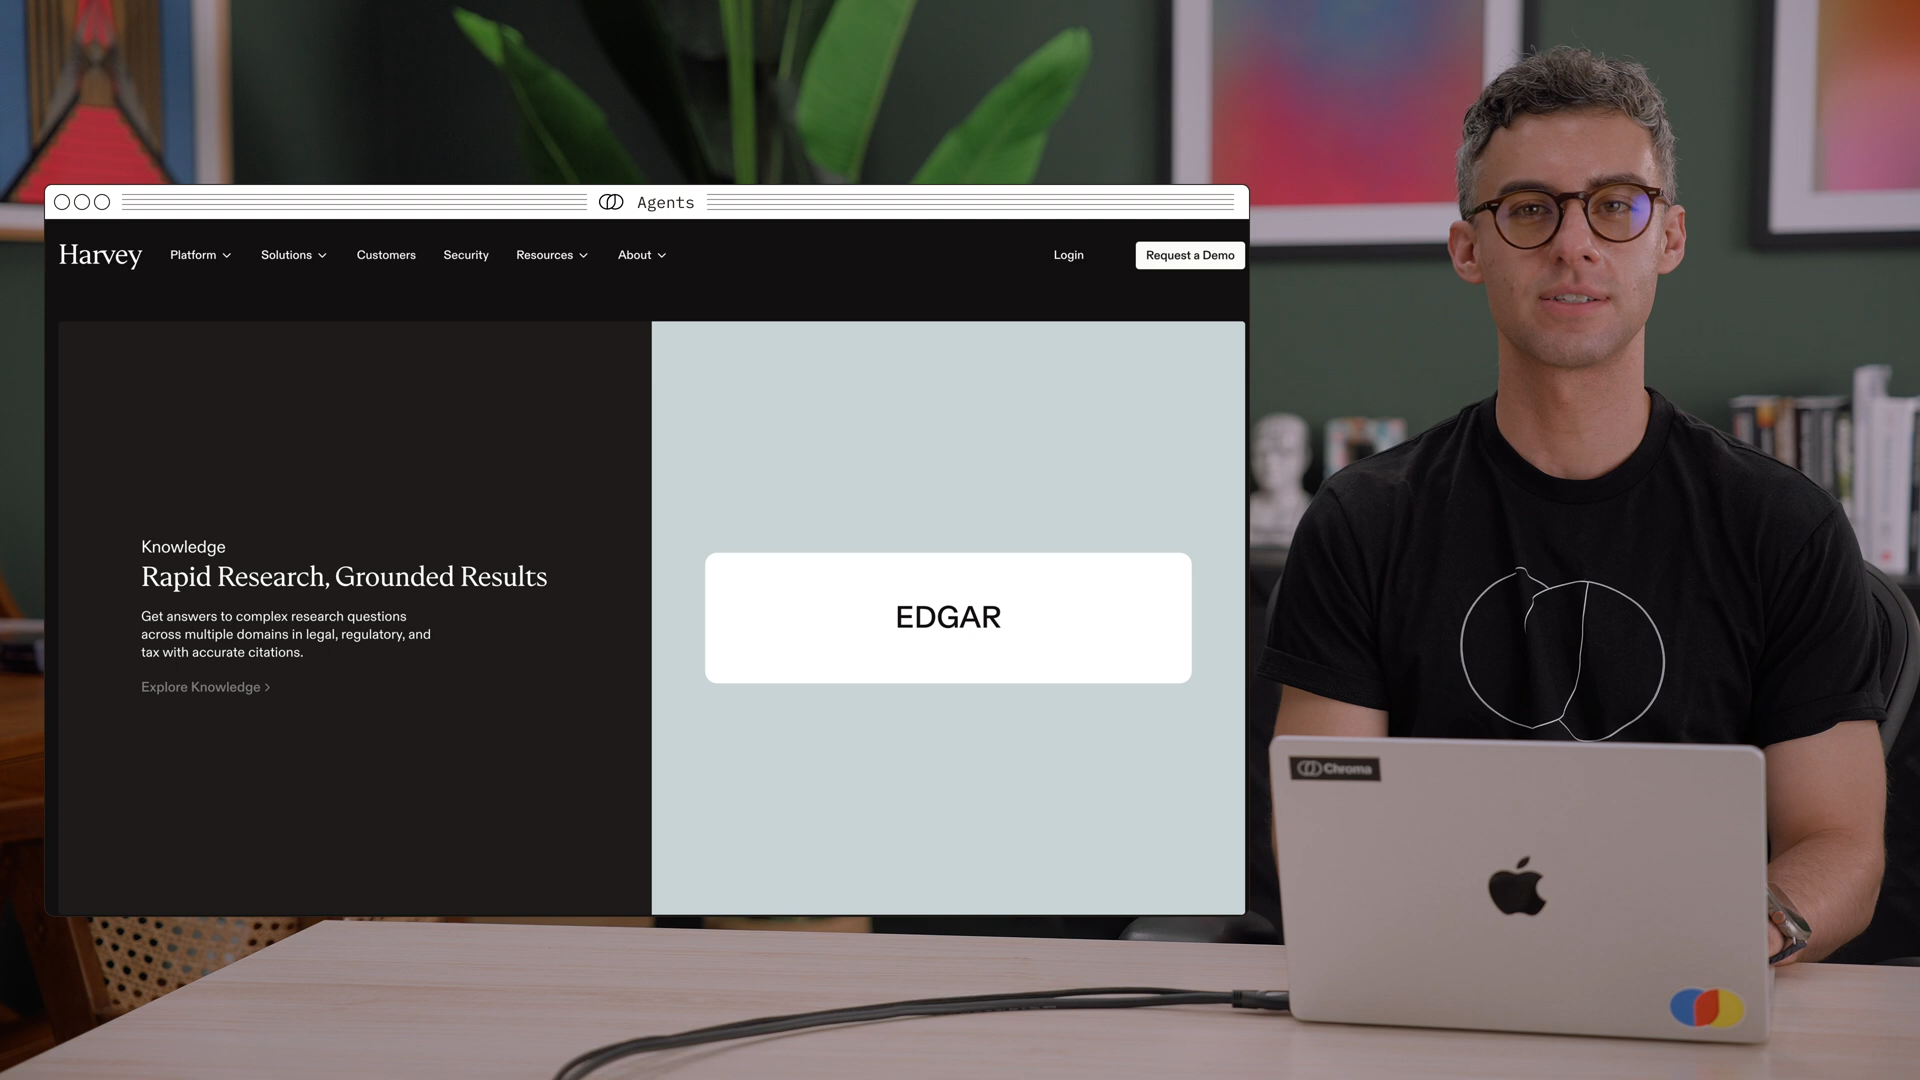 Agents
Harvey
Platform
Solutions
Customers
Security
Resources
About
Login
Request a Demo
Knowledge
Rapid Research, Grounded Results
Get answers to complex research questions
across multiple domains in legal, regulatory, and
tax with accurate citations.
Explore Knowledge
EDGAR
Chroma